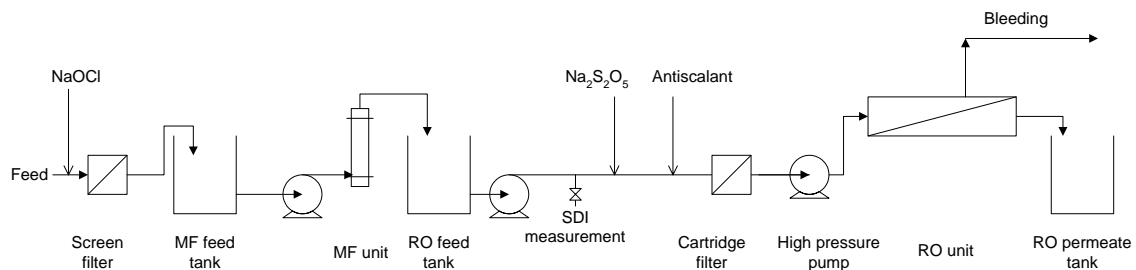 Bleeding
NaOCl
Na₂S₂O₅
Antiscalant
Feed
SDI
measurement
Screen
filter
MF feed
tank
MF unit
RO feed
tank
Cartridge
filter
High pressure
pump
RO unit
RO permeate
tank